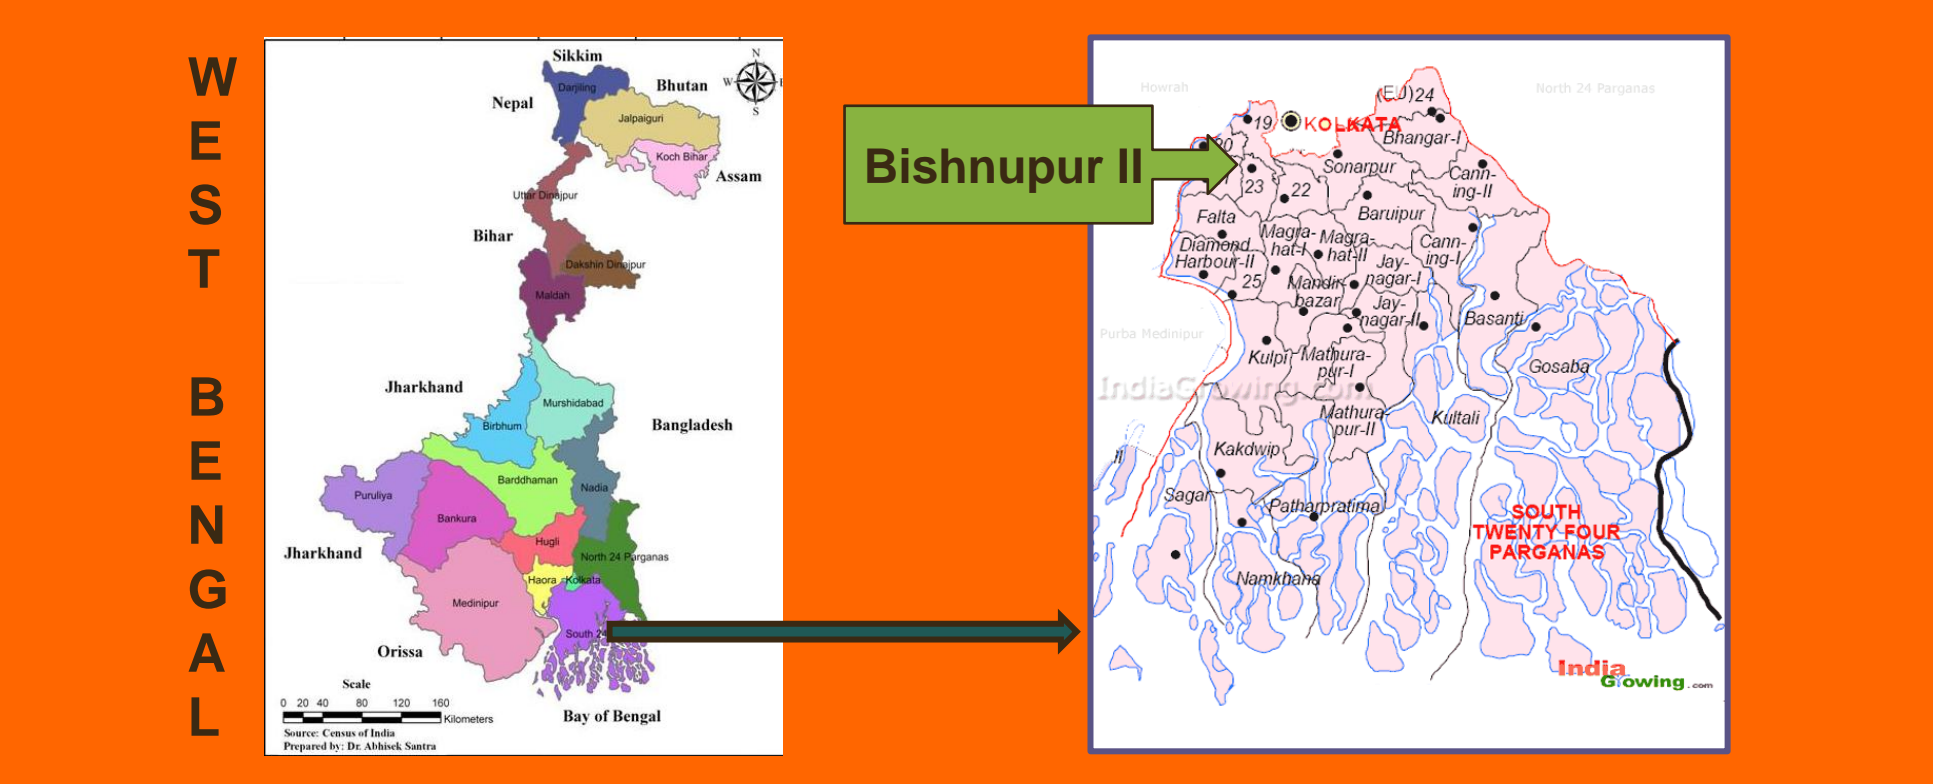 WEST BENGAL
Sikkim
Bhutan
Nepal
Darjiling
Jalpaiguri
Koch Bihar
Assam
Uttar Dinajpur
Bihar
Dakshin Dinajpur
Maldah
Jharkhand
Murshidabad
Birbhum
Bangladesh
Barddhaman
Nadia
Puruliya
Bankura
Hugli
Jharkhand
North 24 Parganas
Haora
Kolkata
Medinipur
South 24
Orissa
Bay of Bengal
N
W
S
Scale
0 20 40 80 120 160
Kilometers
Source: Census of India
Prepared by: Dr. Abhisek Santra
Bishnupur II
Howrah
North 24 Parganas
(EJ)24
19
KOLKATA
Bhangar-I
20
Sonarpur
Cann-
ing-II
23
22
Falta
Baruipur
Magra-
hat-I
Magra-
hat-II
Cann-
ing-I
Diamond
Harbour-II
Jay-
nagar-I
25
Mandir-
bazar
Jay-
nagar-II
Basanti
Purba Medinipur
Kulpi
Mathura-
pur-I
Gosaba
IndiaGrowing.com
Mathura-
pur-II
Kultali
Kakdwip
Sagar
Patharpratima
SOUTH
TWENTY FOUR
PARGANAS
Namkhana
India
Growing.com